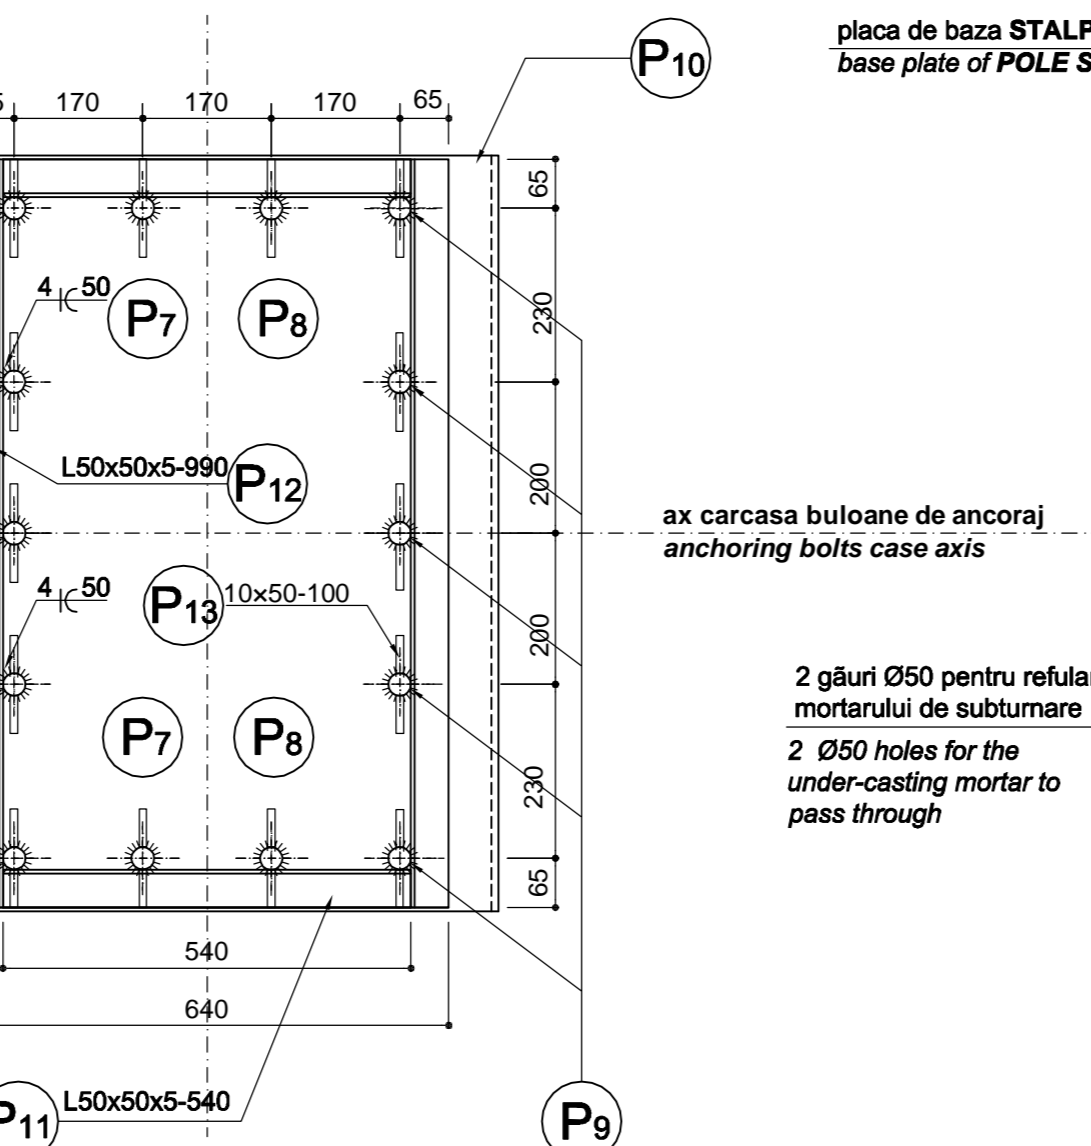 placa de baza STALP
base plate of POLE S
P10
170 170 170 65
65
4 50
P7 P8
230
L50x50x5-990
P12
200
ax carcasa buloane de ancoraj
anchoring bolts case axis
4 50
P13
10×50-100
200
2 găuri Ø50 pentru refular
mortarului de subturnare
2 Ø50 holes for the
under-casting mortar to
pass through
P7 P8
230
65
540
640
P11
L50x50x5-540
P9